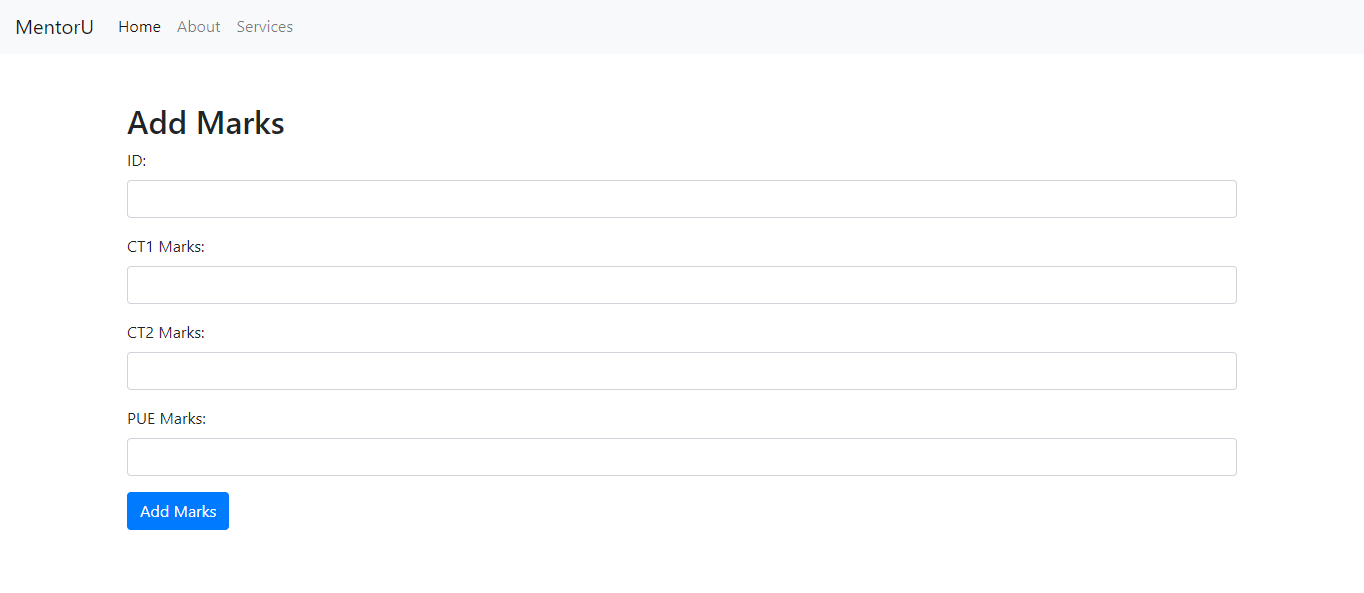 MentorU Home About Services
Add Marks
ID:
CT1 Marks:
CT2 Marks:
PUE Marks:
Add Marks